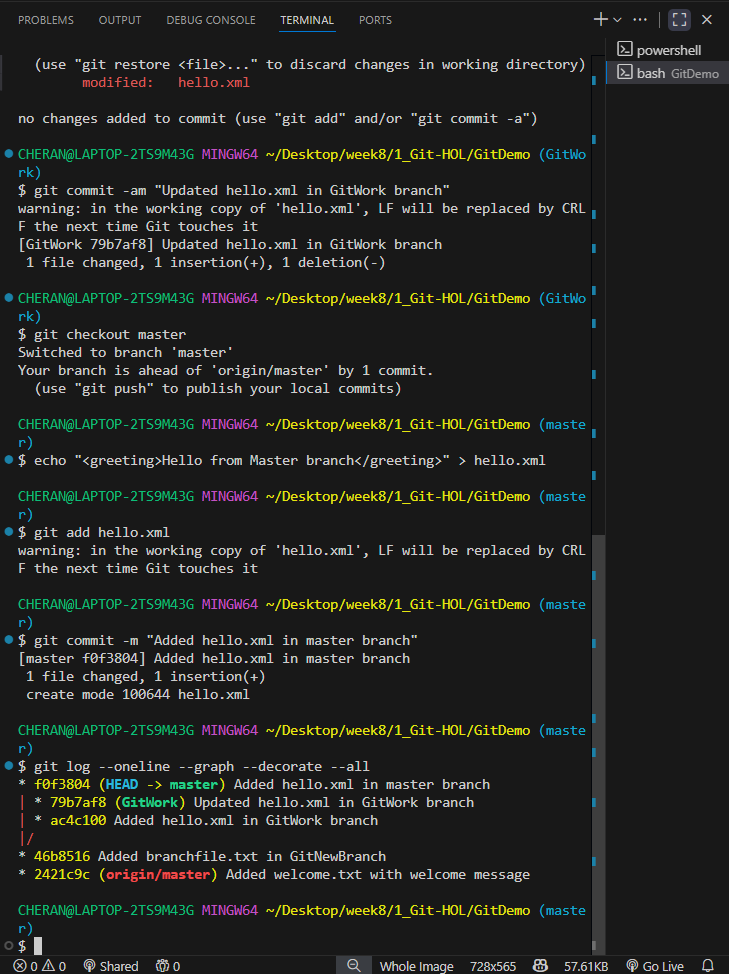 PROBLEMS OUTPUT DEBUG CONSOLE TERMINAL PORTS
powershell
bash GitDemo
(use "git restore <file>..." to discard changes in working directory)
modified: hello.xml
no changes added to commit (use "git add" and/or "git commit -a")
CHERAN@LAPTOP-2TS9M43G MINGW64 ~/Desktop/week8/1_Git-HOL/GitDemo (GitWo
rk)
$ git commit -am "Updated hello.xml in GitWork branch"
warning: in the working copy of 'hello.xml', LF will be replaced by CRL
F the next time Git touches it
[GitWork 79b7af8] Updated hello.xml in GitWork branch
1 file changed, 1 insertion(+), 1 deletion(-)
CHERAN@LAPTOP-2TS9M43G MINGW64 ~/Desktop/week8/1_Git-HOL/GitDemo (GitWo
rk)
$ git checkout master
Switched to branch 'master'
Your branch is ahead of 'origin/master' by 1 commit.
(use "git push" to publish your local commits)
CHERAN@LAPTOP-2TS9M43G MINGW64 ~/Desktop/week8/1_Git-HOL/GitDemo (maste
r)
$ echo "<greeting>Hello from Master branch</greeting>" > hello.xml
CHERAN@LAPTOP-2TS9M43G MINGW64 ~/Desktop/week8/1_Git-HOL/GitDemo (maste
r)
$ git add hello.xml
warning: in the working copy of 'hello.xml', LF will be replaced by CRL
F the next time Git touches it
CHERAN@LAPTOP-2TS9M43G MINGW64 ~/Desktop/week8/1_Git-HOL/GitDemo (maste
r)
$ git commit -m "Added hello.xml in master branch"
[master f0f3804] Added hello.xml in master branch
1 file changed, 1 insertion(+)
create mode 100644 hello.xml
CHERAN@LAPTOP-2TS9M43G MINGW64 ~/Desktop/week8/1_Git-HOL/GitDemo (maste
r)
$ git log --oneline --graph --decorate --all
* f0f3804 (HEAD -> master) Added hello.xml in master branch
| * 79b7af8 (GitWork) Updated hello.xml in GitWork branch
| * ac4c100 Added hello.xml in GitWork branch
|/
* 46b8516 Added branchfile.txt in GitNewBranch
* 2421c9c (origin/master) Added welcome.txt with welcome message
CHERAN@LAPTOP-2TS9M43G MINGW64 ~/Desktop/week8/1_Git-HOL/GitDemo (maste
r)
$
0 0 Shared 0 Whole Image 728x565 57.61KB Go Live